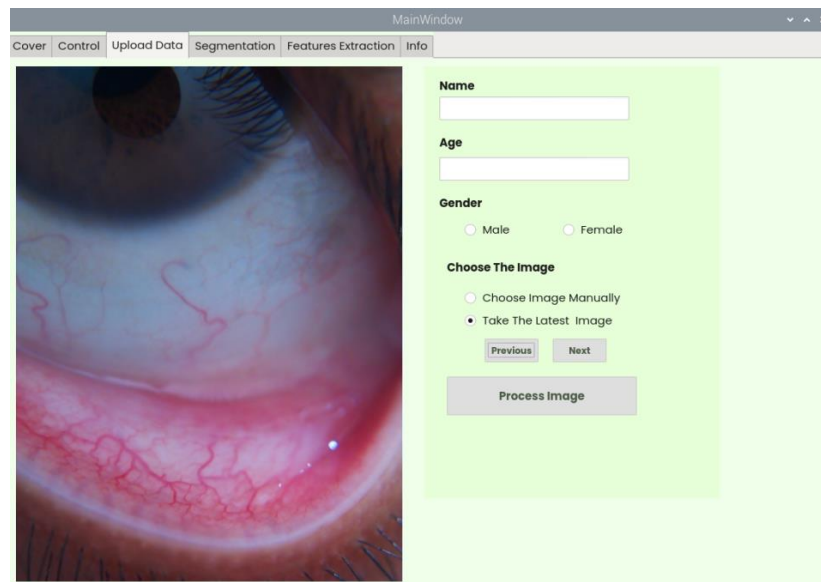 MainWindow
Cover Control Upload Data Segmentation Features Extraction Info
Name
Age
Gender
Male Female
Choose The Image
Choose Image Manually
Take The Latest Image
Previous Next
Process Image